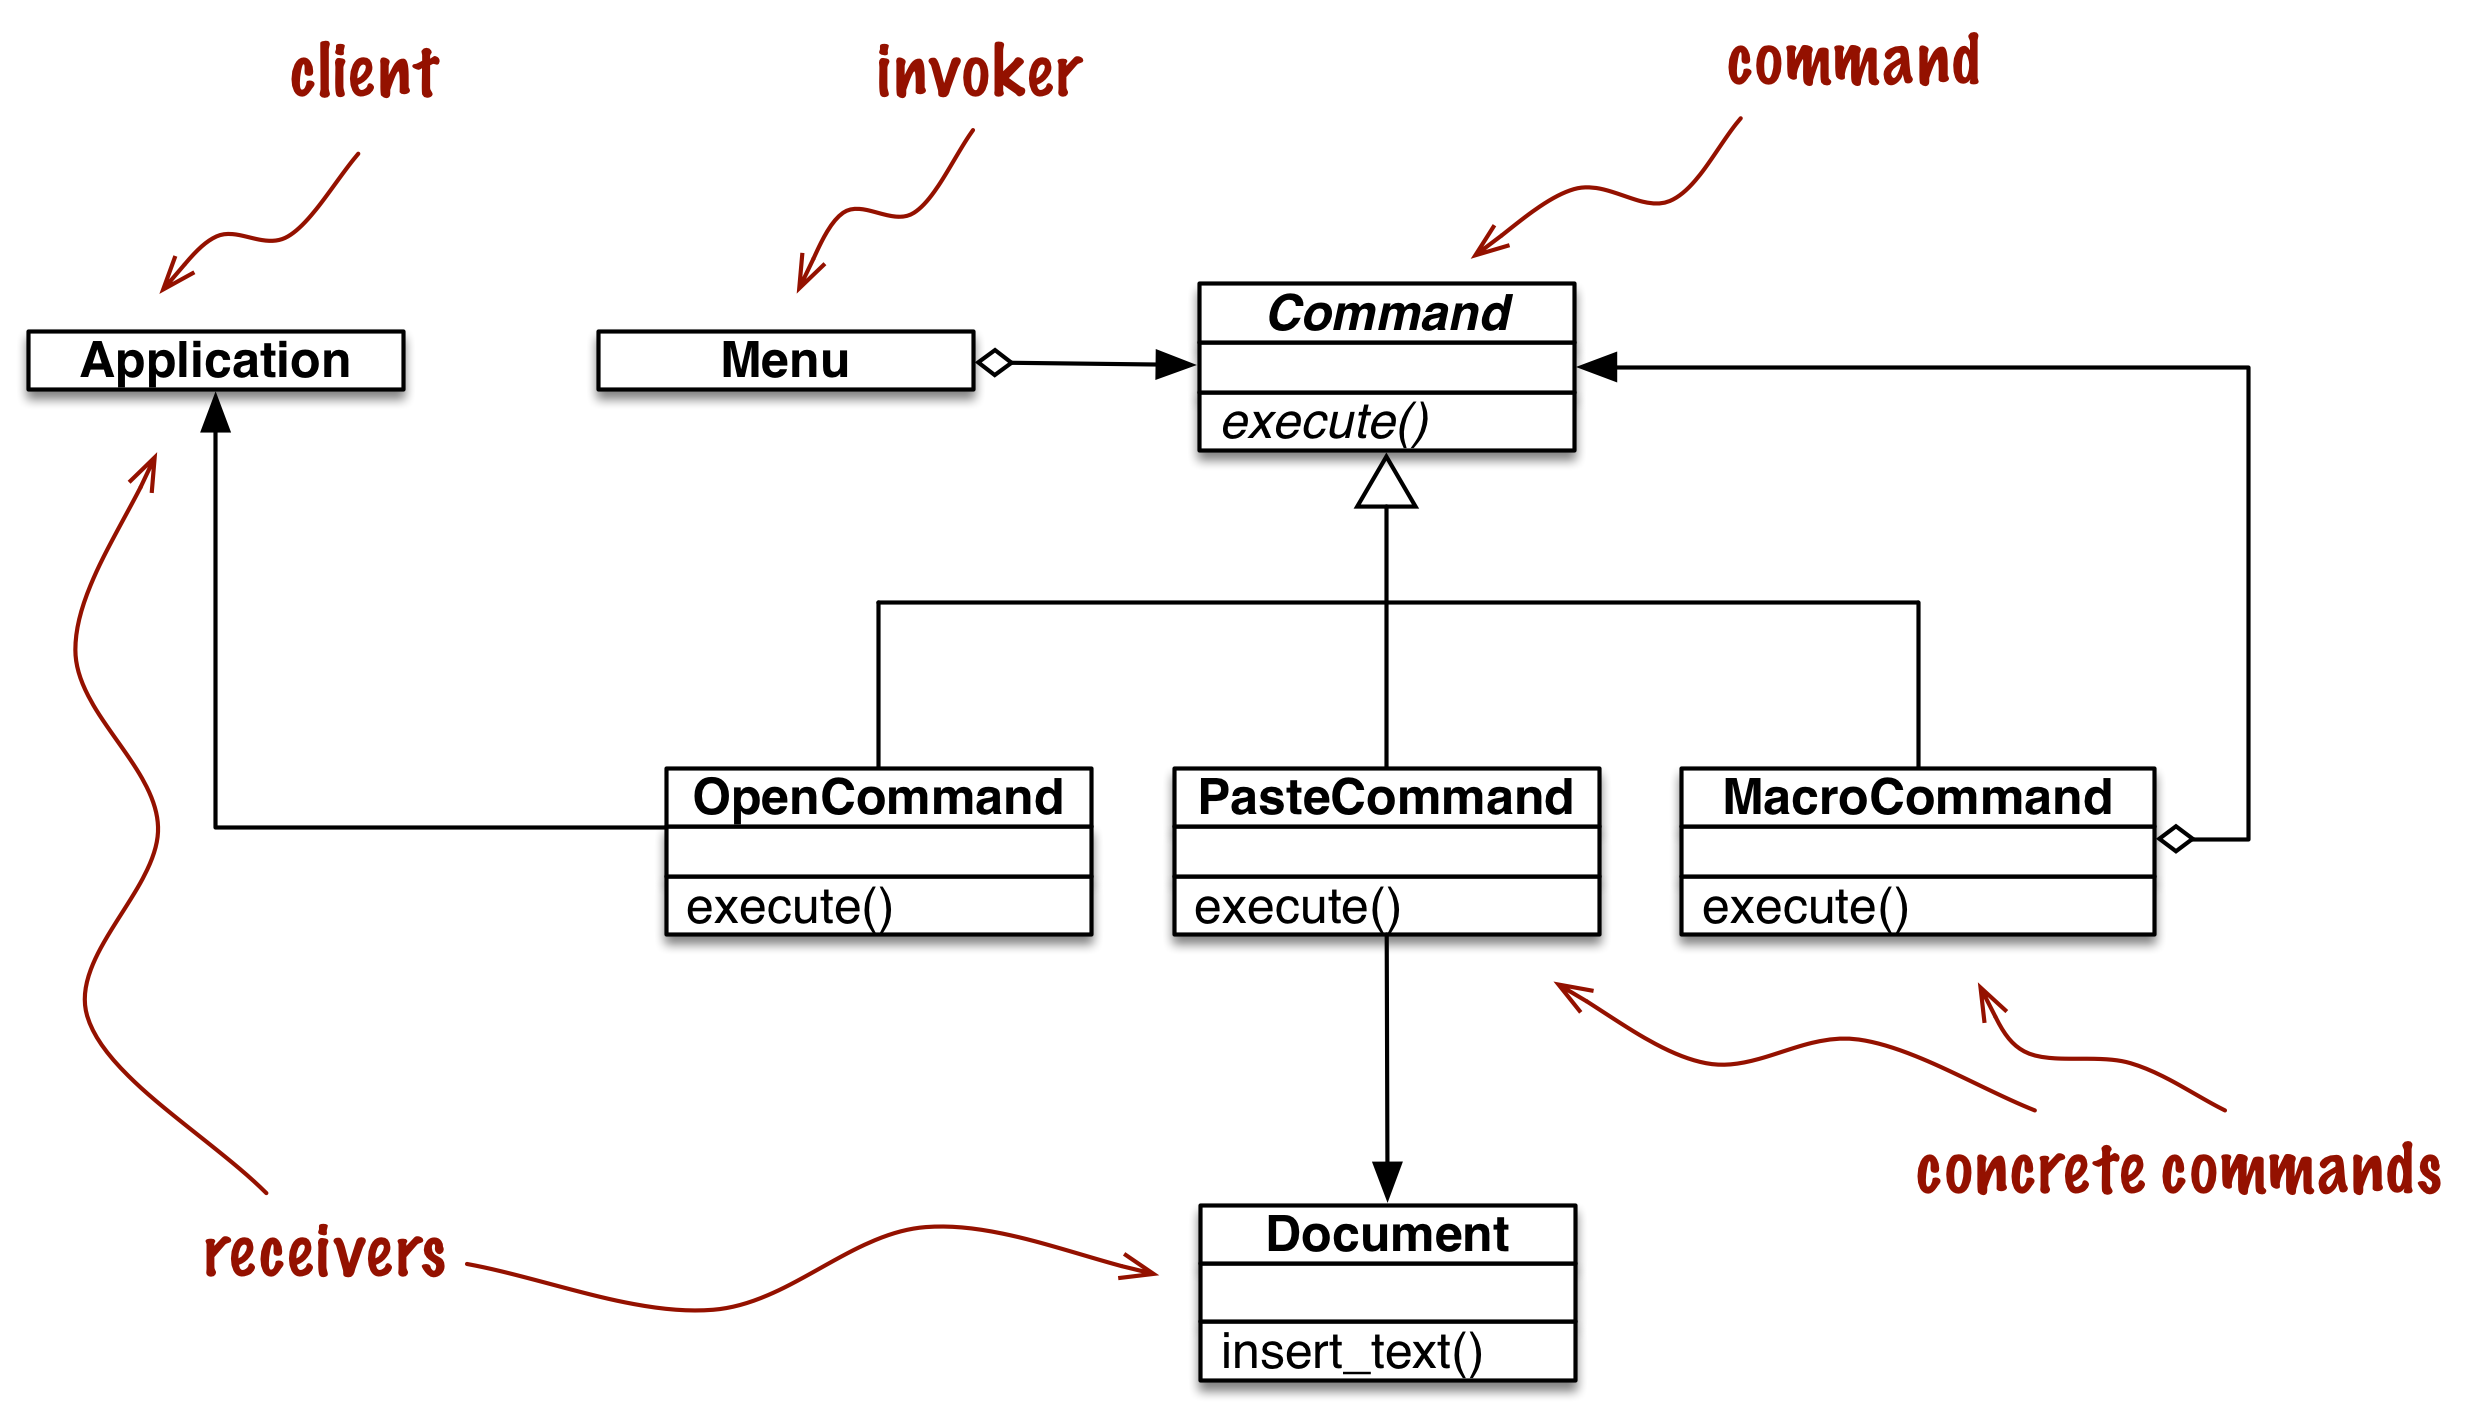 client
invoker
command
Application
Menu
Command
execute()
OpenCommand
execute()
PasteCommand
execute()
MacroCommand
execute()
concrete commands
receivers
Document
insert_text()